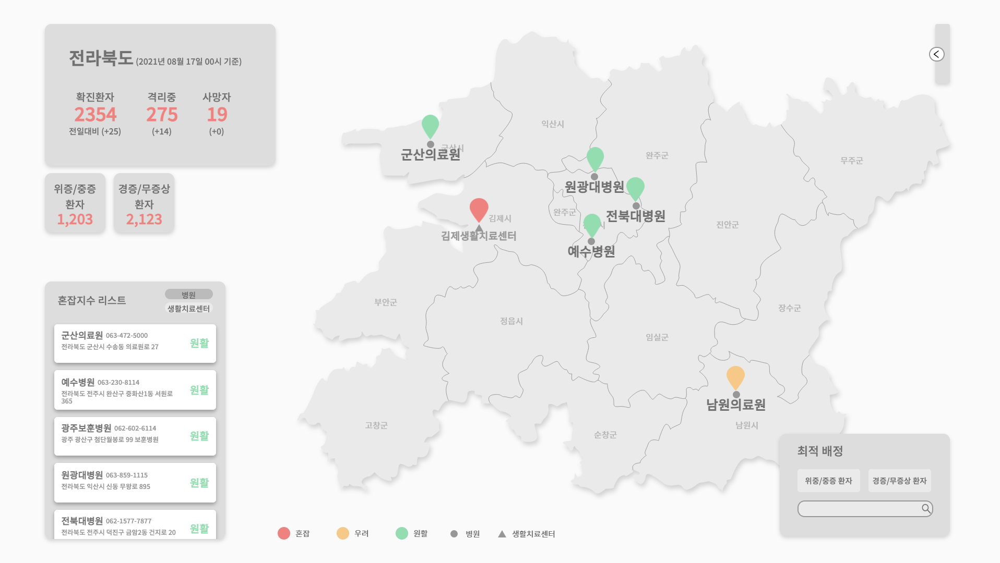 전라북도 (2021년 08월 17일 00시 기준)
확진환자 격리중 사망자
2354 275 19
전일대비 (+25) (+14) (+0)
위증/중증
환자
1,203
경증/무증상
환자
2,123
혼잡지수 리스트
병원
생활치료센터
군산의료원 063-472-5000
전라북도 군산시 수송동 의료원로 27
원활
예수병원 063-230-8114
전라북도 전주시 완산구 중화산1동 서원로
365
원활
광주보훈병원 062-602-6114
광주 광산구 첨단월봉로 99 보훈병원
원활
원광대병원 063-859-1115
전라북도 익산시 신동 무왕로 895
원활
전북대병원 062-1577-7877
전라북도 전주시 덕진구 금암2동 건지로 20
원활
익산시
군산시
군산의료원
완주군
무주군
원광대병원
완주군
전북대병원
김제시
김제생활치료센터
시
진안군
예수병원
부안군
정읍시
장수군
임실군
남원의료원
고창군
순창군
남원시
최적 배정
위중/중증 환자
경증/무증상 환자
혼잡 우려 원활 병원 생활치료센터